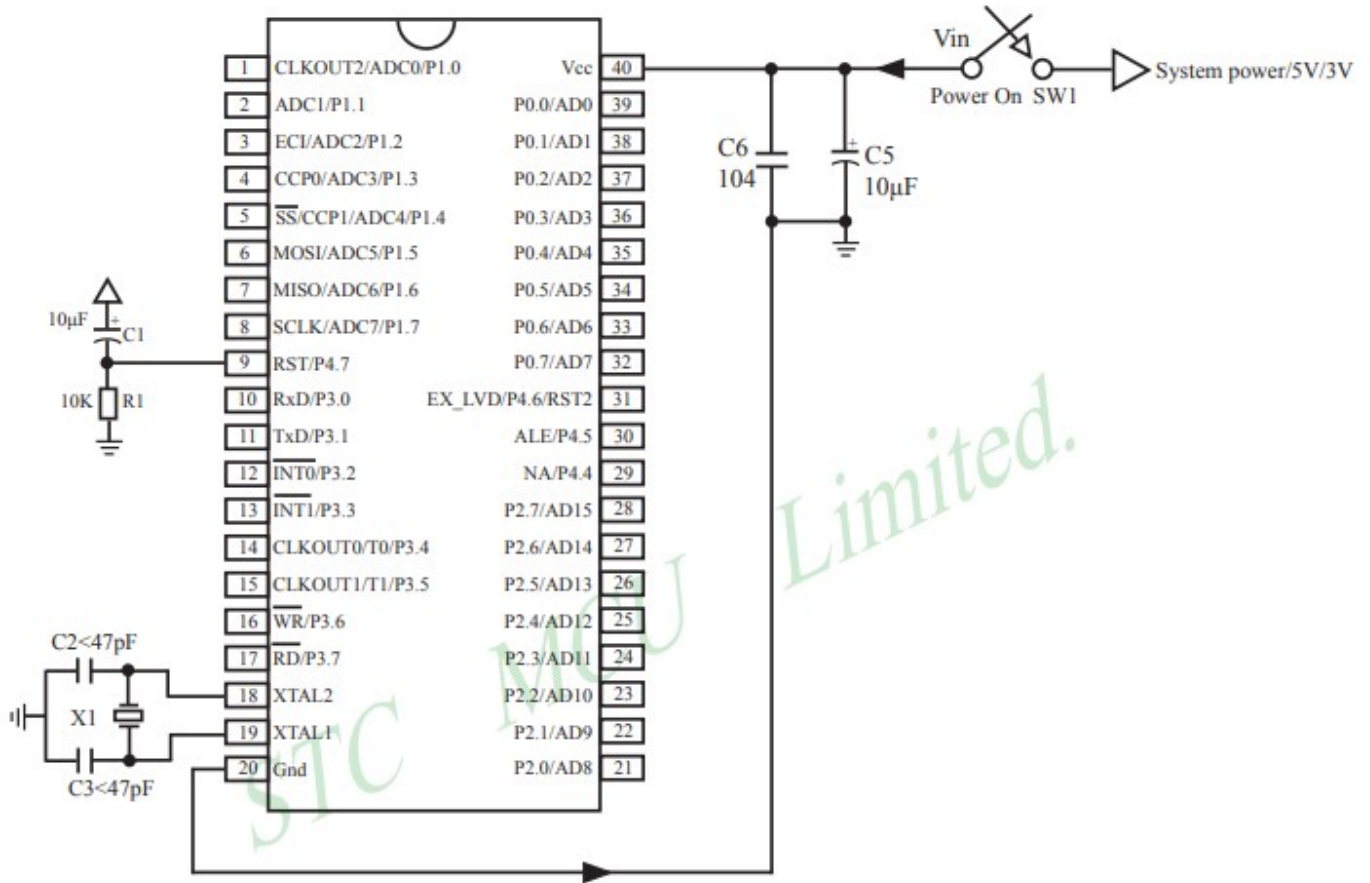 Vin
Power On SW1
System power/5V/3V
1 CLKOUT2/ADC0/P1.0
2 ADC1/P1.1
3 ECI/ADC2/P1.2
4 CCP0/ADC3/P1.3
5 SS/CCP1/ADC4/P1.4
6 MOSI/ADC5/P1.5
7 MISO/ADC6/P1.6
8 SCLK/ADC7/P1.7
9 RST/P4.7
10 RxD/P3.0
11 TxD/P3.1
12 INT0/P3.2
13 INT1/P3.3
14 CLKOUT0/T0/P3.4
15 CLKOUT1/T1/P3.5
16 WR/P3.6
17 RD/P3.7
18 XTAL2
19 XTAL1
20 Gnd
Vcc 40
P0.0/AD0 39
P0.1/AD1 38
P0.2/AD2 37
P0.3/AD3 36
P0.4/AD4 35
P0.5/AD5 34
P0.6/AD6 33
P0.7/AD7 32
EX_LVD/P4.6/RST2 31
ALE/P4.5 30
NA/P4.4 29
P2.7/AD15 28
P2.6/AD14 27
P2.5/AD13 26
P2.4/AD12 25
P2.3/AD11 24
P2.2/AD10 23
P2.1/AD9 22
P2.0/AD8 21
C6
104
+
C5
10μF
10μF
+
C1
10K
R1
C2<47pF
X1
C3<47pF
STC MCU Limited.